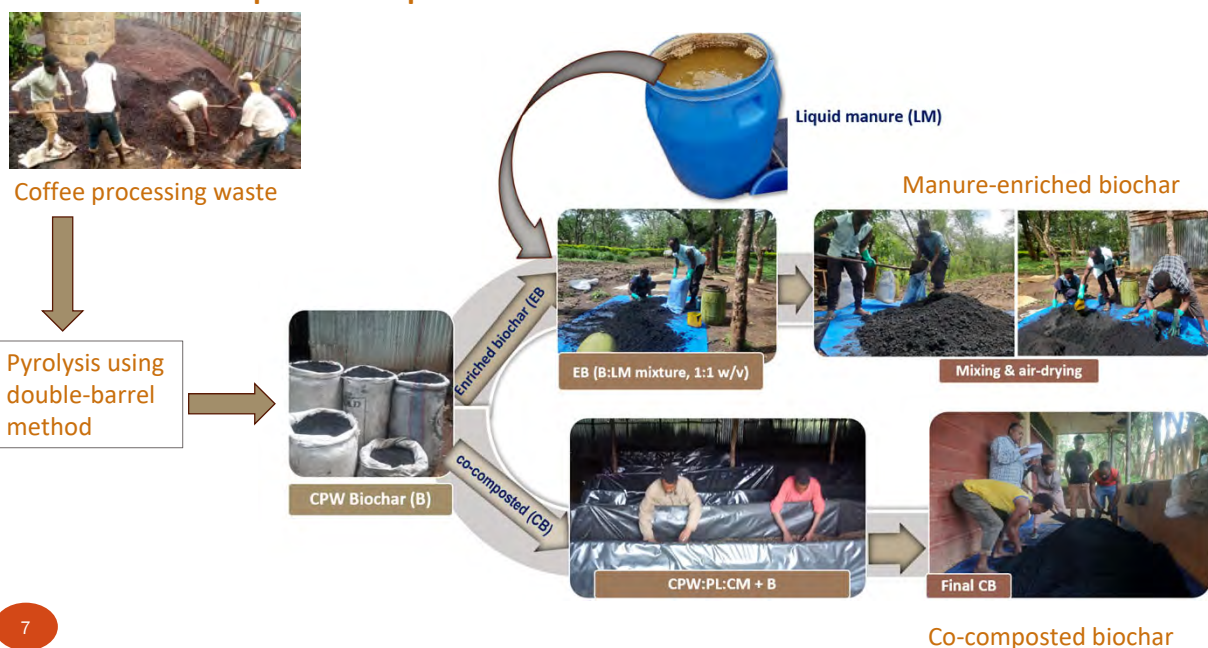 Liquid manure (LM)
Coffee processing waste
Manure-enriched biochar
Enriched biochar (EB
EB (B:LM mixture, 1:1 w/v)
Mixing & air-drying
Pyrolysis using
double-barrel
method
CPW Biochar (B)
co-composted (CB)
CPW:PL:CM + B
Final CB
7
Co-composted biochar